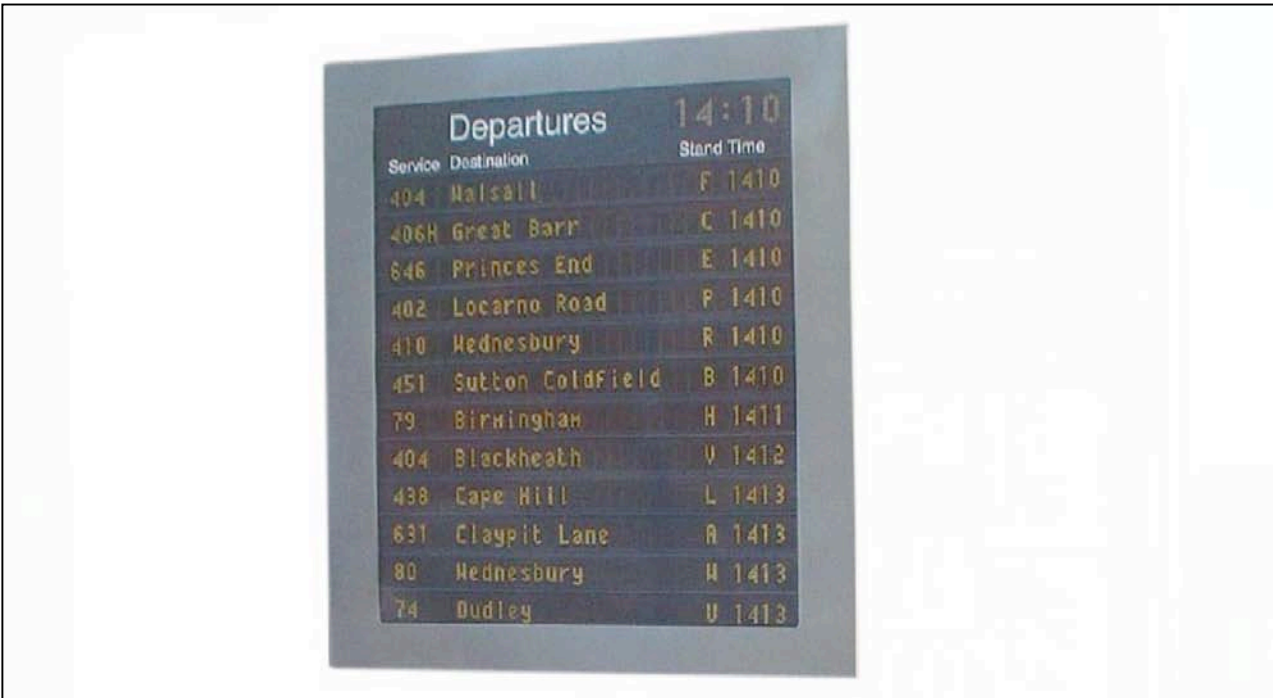 Departures 14:10
Service Destination Stand Time
404 Walsall F 1410
406H Great Barr C 1410
646 Princes End E 1410
402 Locarno Road P 1410
410 Wednesbury R 1410
451 Sutton Coldfield B 1410
79 Birmingham H 1411
404 Blackheath V 1412
438 Cape Hill L 1413
631 Claypit Lane A 1413
80 Wednesbury W 1413
74 Dudley U 1413